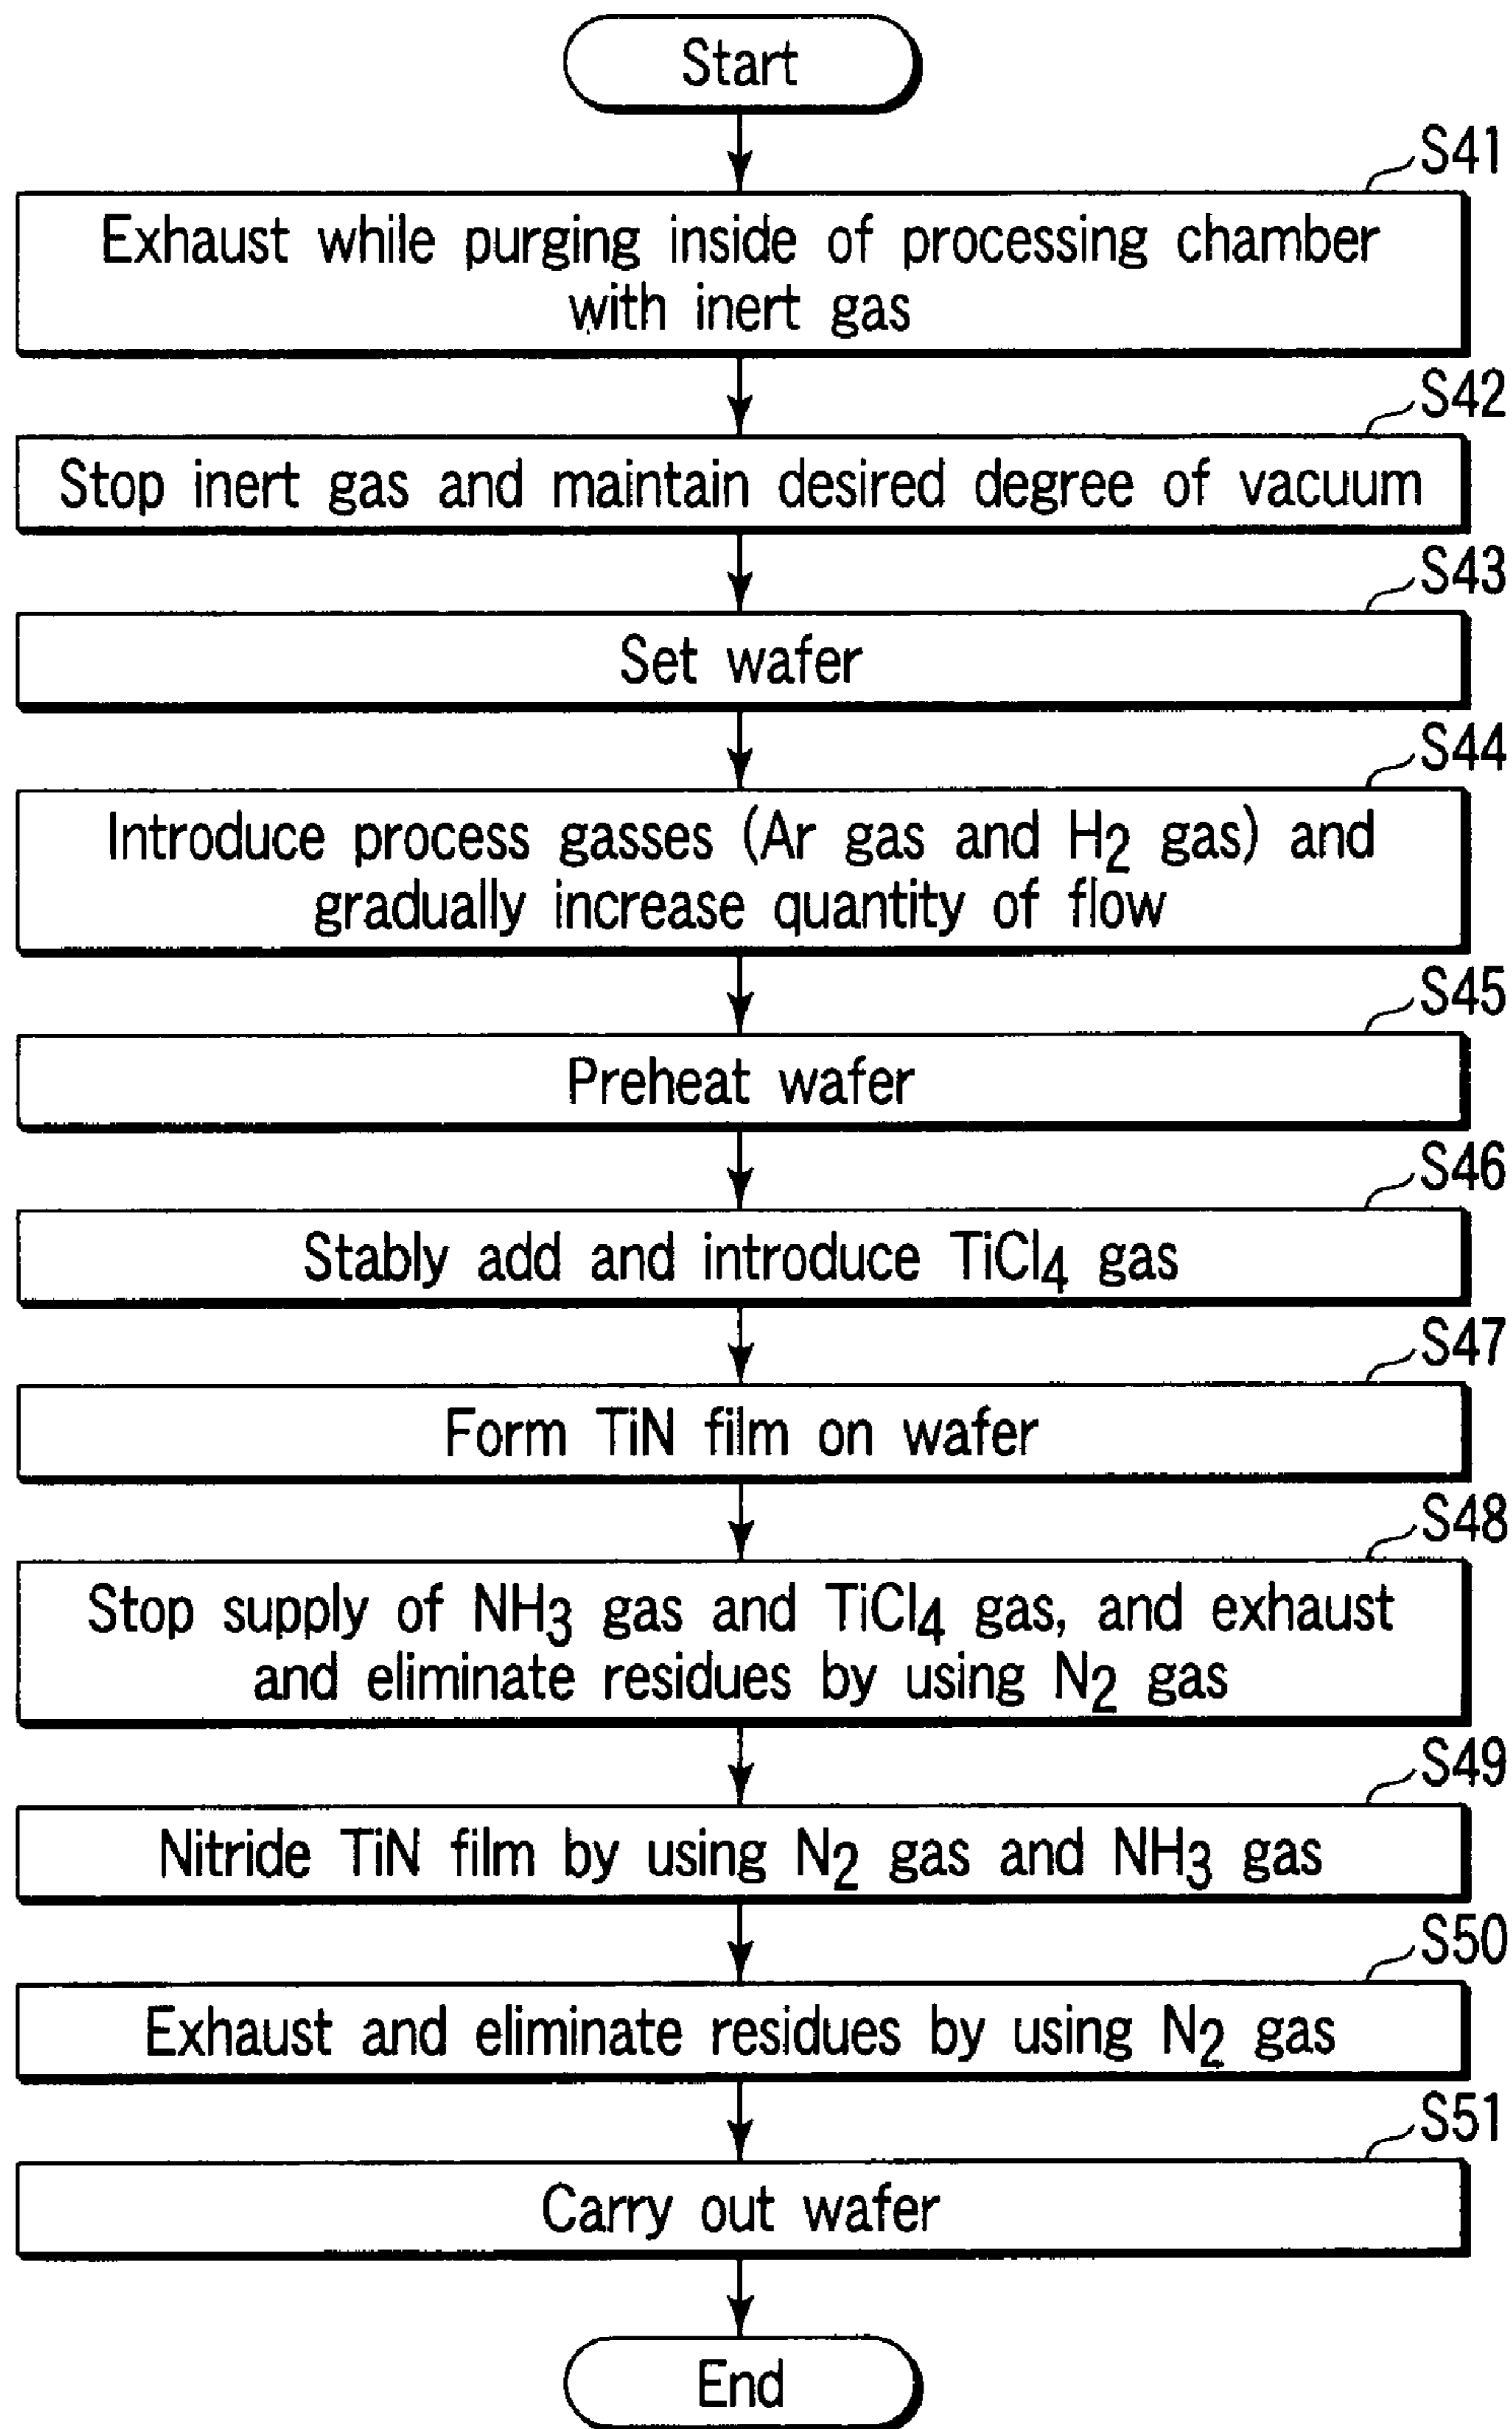 Start
S41
Exhaust while purging inside of processing chamber
with inert gas
S42
Stop inert gas and maintain desired degree of vacuum
S43
Set wafer
S44
Introduce process gasses (Ar gas and H2 gas) and
gradually increase quantity of flow
S45
Preheat wafer
S46
Stably add and introduce TiCl4 gas
S47
Form TiN film on wafer
S48
Stop supply of NH3 gas and TiCl4 gas, and exhaust
and eliminate residues by using N2 gas
S49
Nitride TiN film by using N2 gas and NH3 gas
S50
Exhaust and eliminate residues by using N2 gas
S51
Carry out wafer
End